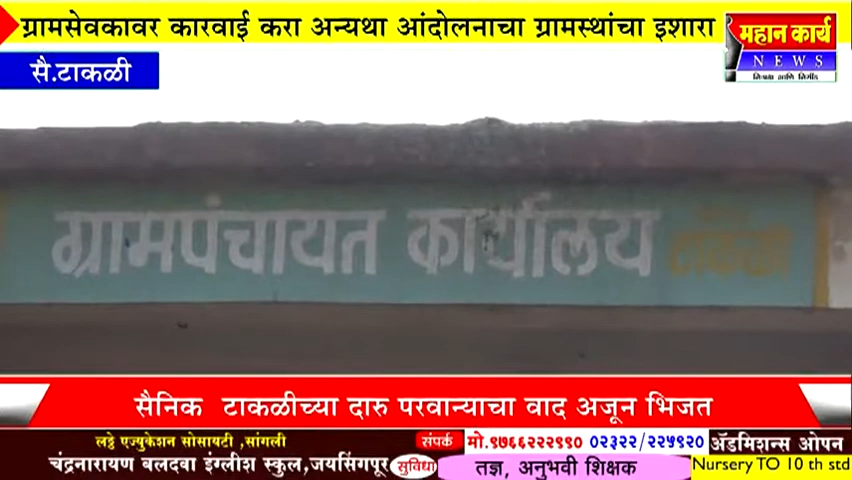 ग्रामसेवकावर कारवाई करा अन्यथा आंदोलनाचा ग्रामस्थांचा इशारा
महान कार्य
NEWS
सै.टाकळी
ग्रामपंचायत कार्यालय
सैनिक टाकळीच्या दारु परवान्याचा वाद अजून भिजत
लठ्ठे एज्युकेशन सोसायटी ,सांगली
चंद्रनारायण बलदवा इंग्लीश स्कुल,जयसिंगपूर
संपर्क मो.९७६६२२२९९० ०२३२२/२२५९२० ॲडमिशन्स ओपन
सुविधा तज्ञ, अनुभवी शिक्षक Nursery TO 10 th std